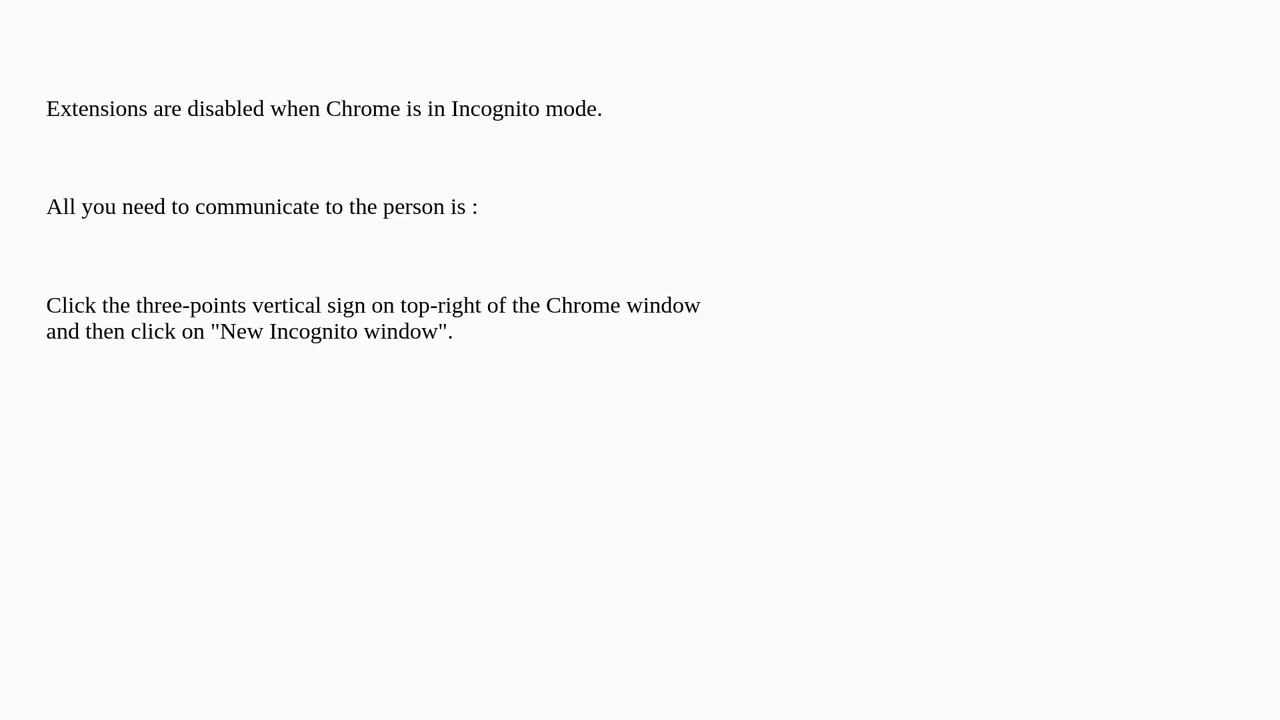 Extensions are disabled when Chrome is in Incognito mode.
All you need to communicate to the person is :
Click the three-points vertical sign on top-right of the Chrome window
and then click on "New Incognito window".